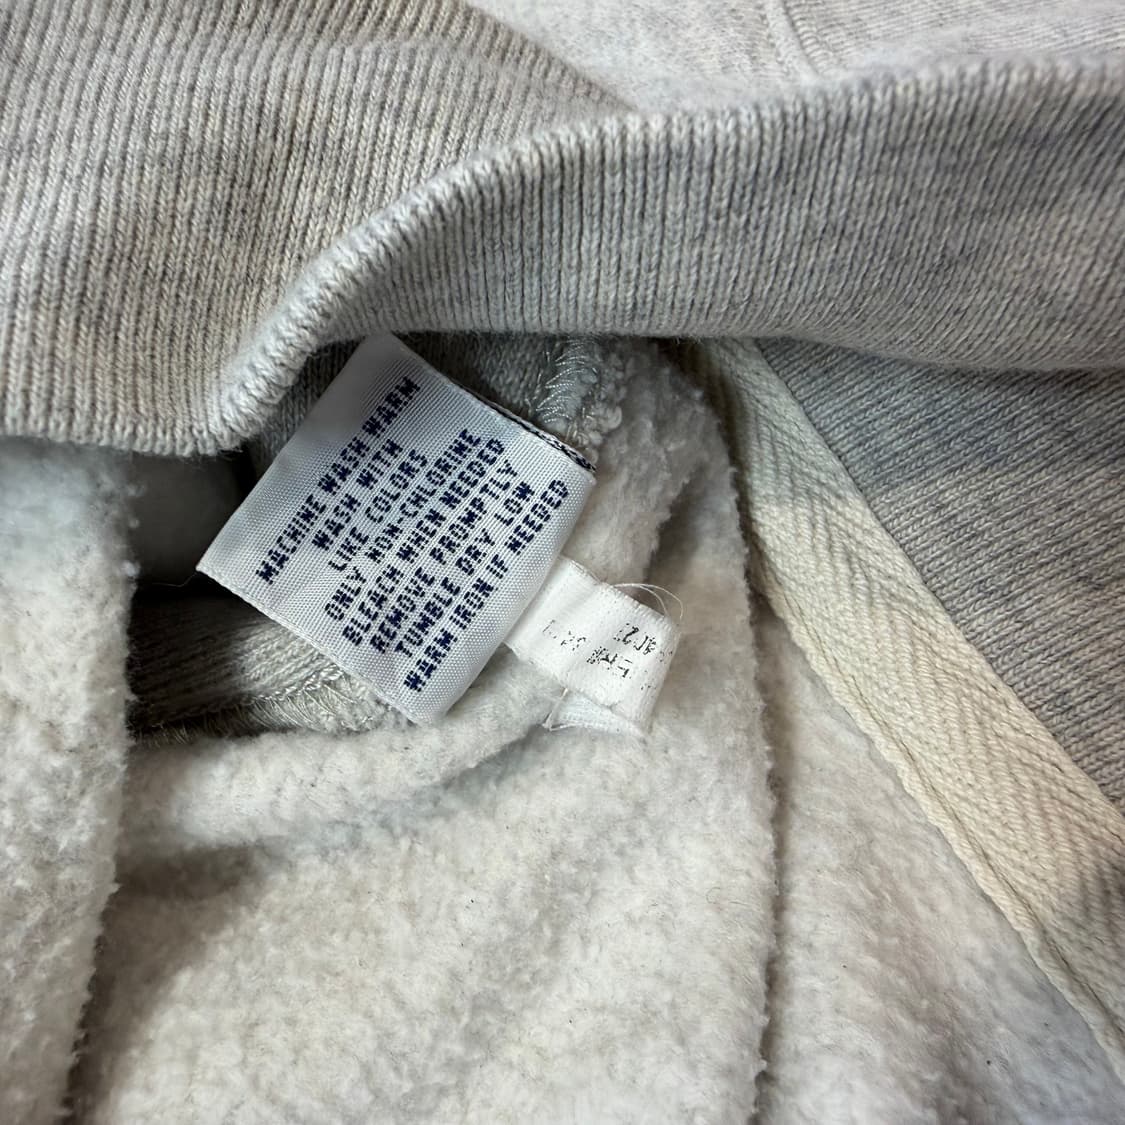 MACHINE WASH WARM
WASH WITH
LIKE COLORS
ONLY NON-CHLORINE
BLEACH WHEN NEEDED
REMOVE PROMPTLY
TUMBLE DRY LOW
WARM IRON IF NEEDED